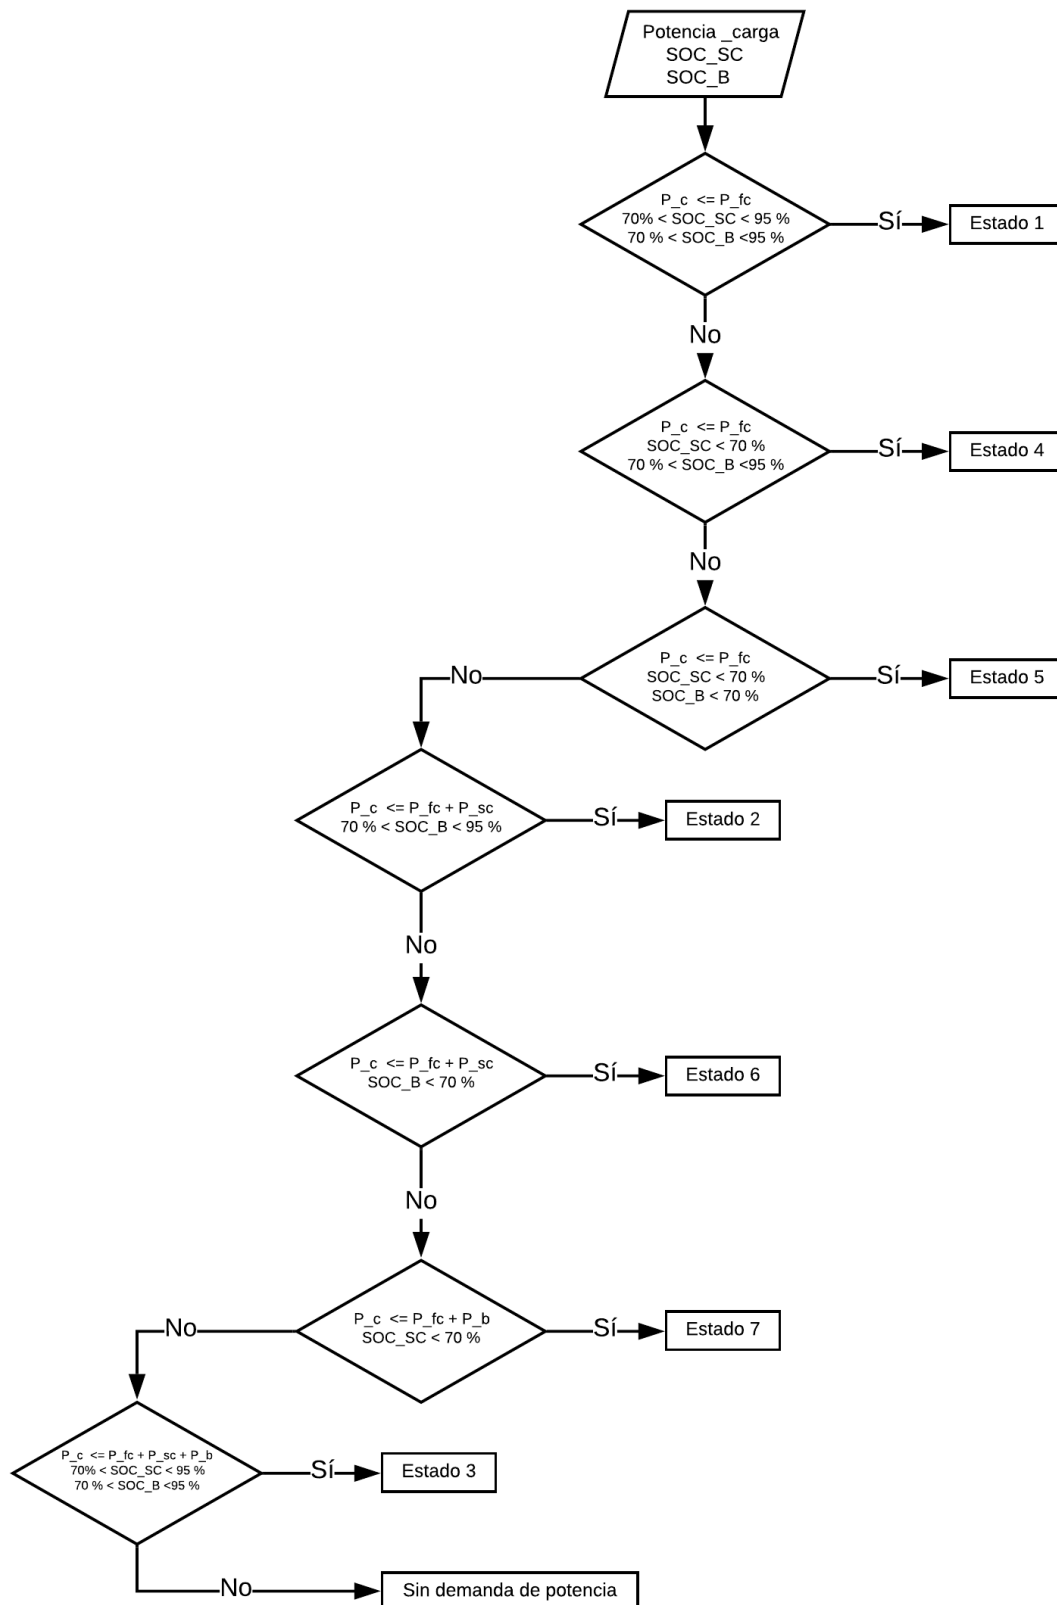 Potencia _carga
SOC_SC
SOC_B
P_c <= P_fc
70% < SOC_SC < 95 %
70 % < SOC_B <95 %
Sí
Estado 1
No
P_c <= P_fc
SOC_SC < 70 %
70 % < SOC_B <95 %
Sí
Estado 4
No
P_c <= P_fc
SOC_SC < 70 %
SOC_B < 70 %
Sí
Estado 5
No
P_c <= P_fc + P_sc
70 % < SOC_B < 95 %
Sí
Estado 2
No
P_c <= P_fc + P_sc
SOC_B < 70 %
Sí
Estado 6
No
P_c <= P_fc + P_b
SOC_SC < 70 %
Sí
Estado 7
No
P_c <= P_fc + P_sc + P_b
70% < SOC_SC < 95 %
70 % < SOC_B <95 %
Sí
Estado 3
No
Sin demanda de potencia